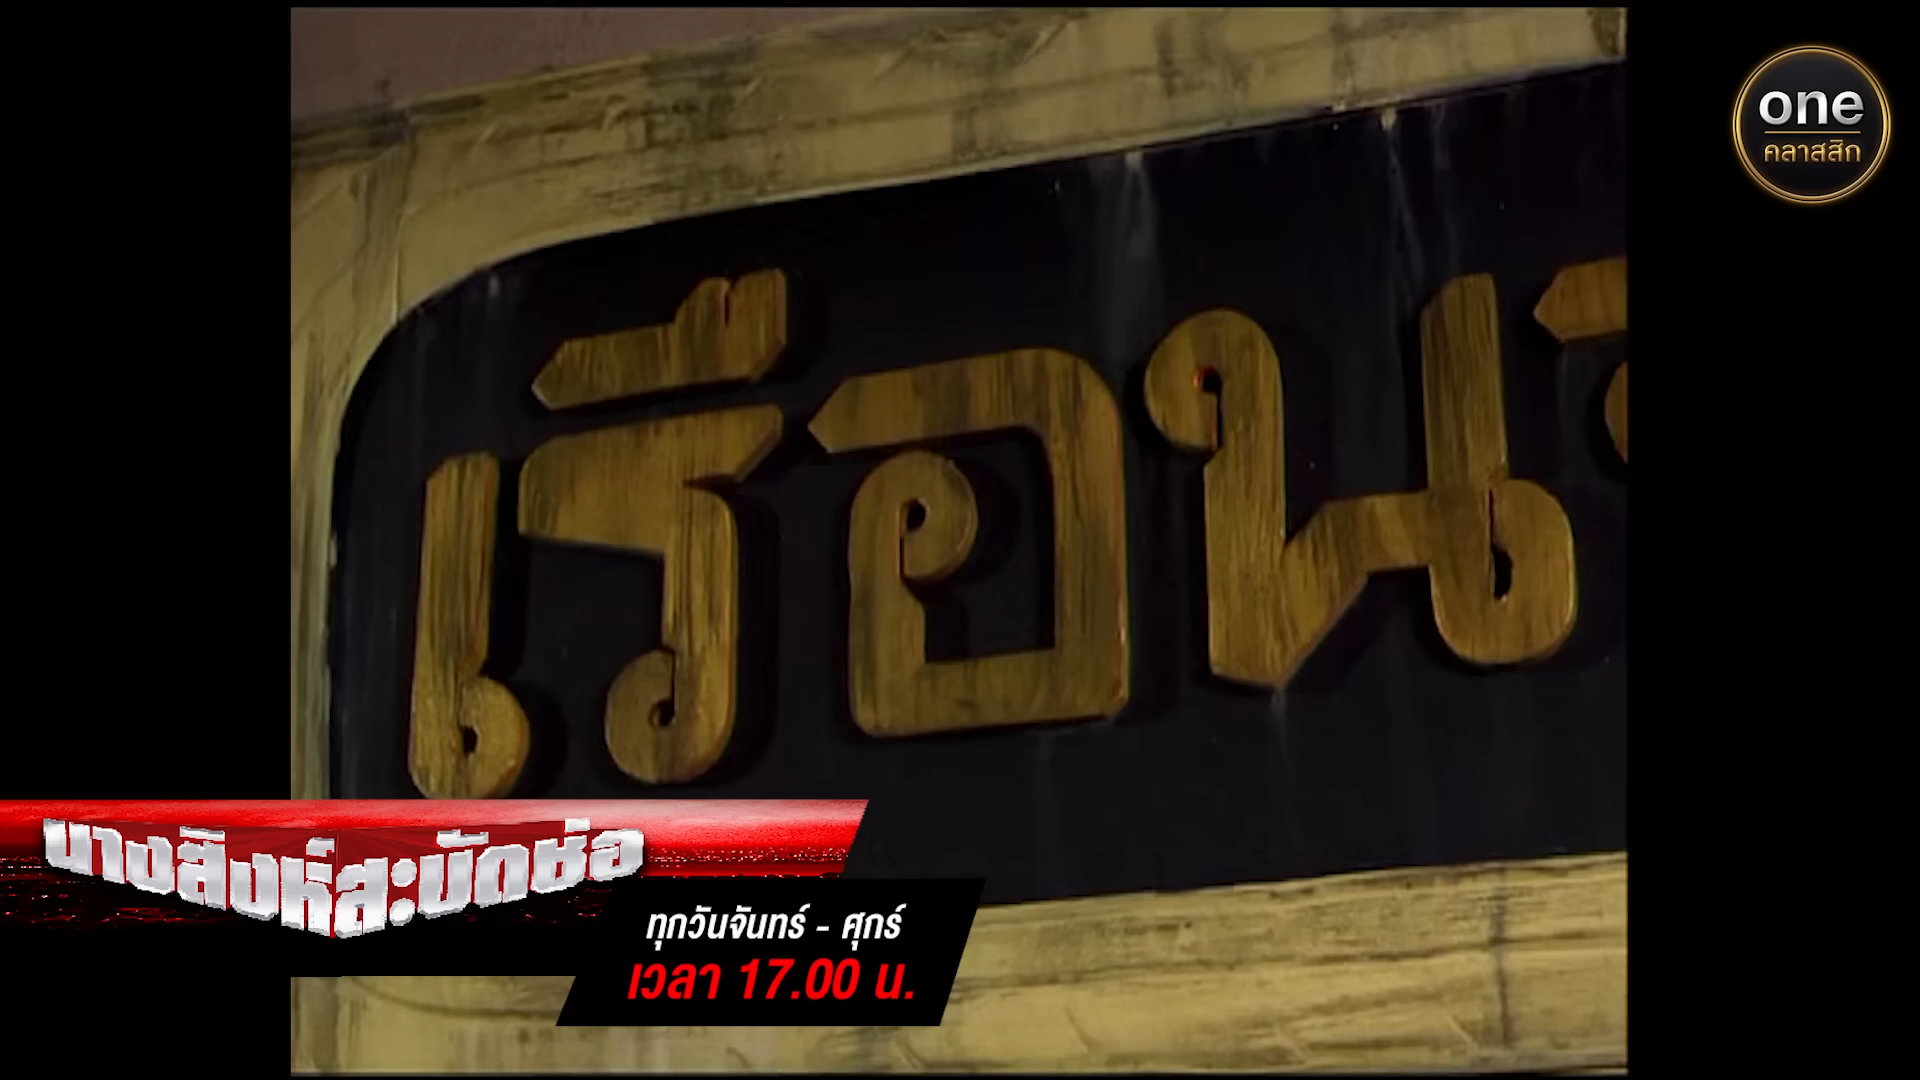 one
คลาสสิก
เรือน
นางสิงห์สะบัดช่อ
ทุกวันจันทร์ - ศุกร์
เวลา 17.00 น.